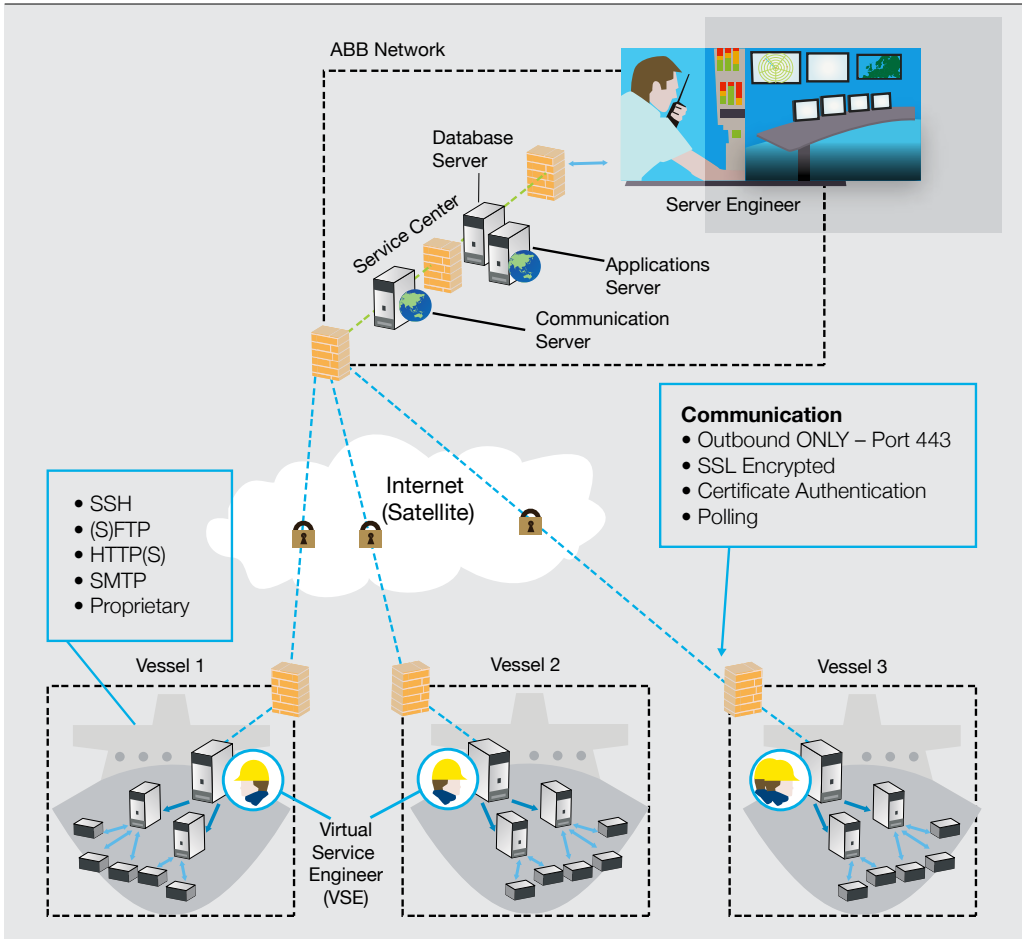 ABB Network
Database
Server
Server Engineer
Service Center
Applications
Server
Communication
Server
Communication
• Outbound ONLY – Port 443
• SSL Encrypted
• Certificate Authentication
• Polling
Internet
(Satellite)
• SSH
• (S)FTP
• HTTP(S)
• SMTP
• Proprietary
Vessel 1
Vessel 2
Vessel 3
Virtual
Service
Engineer
(VSE)